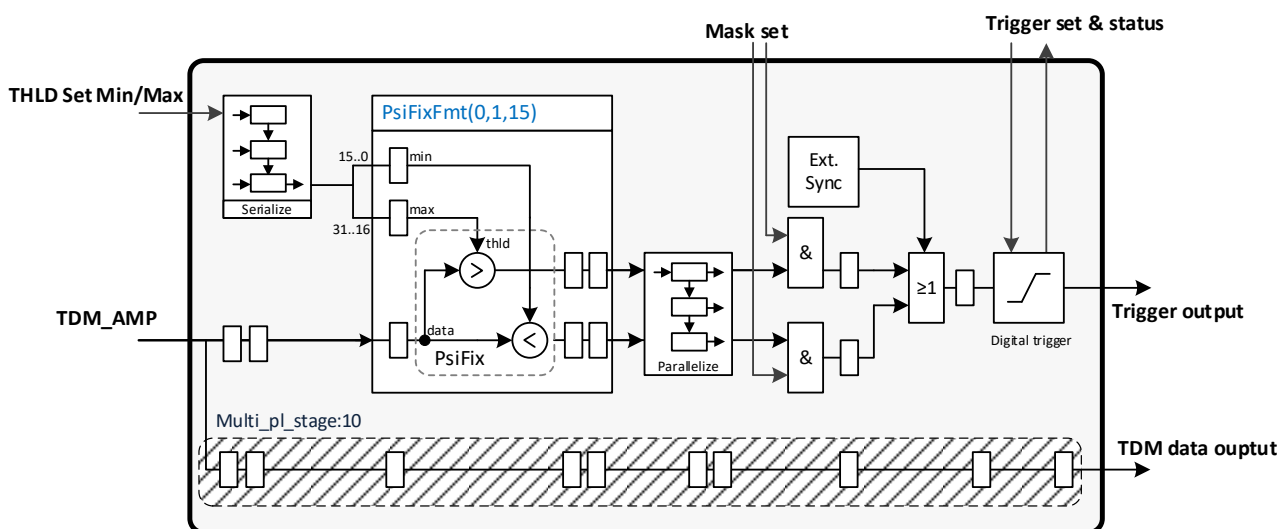 Mask set
Trigger set & status
THLD Set Min/Max
PsiFixFmt(0,1,15)
15..0
min
Ext.
Sync
Serialize
max
31..16
thld
&
>
≥1
TDM_AMP
data
<
PsiFix
&
Parallelize
Digital trigger
Trigger output
Multi_pl_stage:10
TDM data ouptut